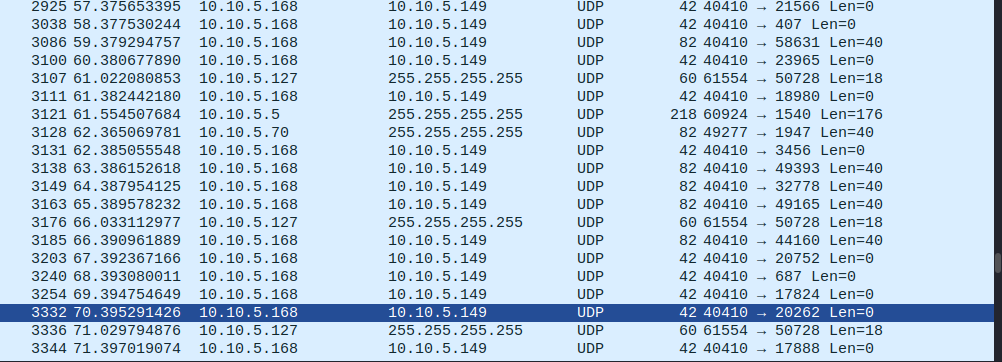 2925 57.375653395 10.10.5.168 10.10.5.149 UDP 42 40410 → 21566 Len=0
3038 58.377530244 10.10.5.168 10.10.5.149 UDP 42 40410 → 407 Len=0
3086 59.379294757 10.10.5.168 10.10.5.149 UDP 82 40410 → 58631 Len=40
3100 60.380677890 10.10.5.168 10.10.5.149 UDP 42 40410 → 23965 Len=0
3107 61.022080853 10.10.5.127 255.255.255.255 UDP 60 61554 → 50728 Len=18
3111 61.382442180 10.10.5.168 10.10.5.149 UDP 42 40410 → 18980 Len=0
3121 61.554507684 10.10.5.5 255.255.255.255 UDP 218 60924 → 1540 Len=176
3128 62.365069781 10.10.5.70 255.255.255.255 UDP 82 49277 → 1947 Len=40
3131 62.385055548 10.10.5.168 10.10.5.149 UDP 42 40410 → 3456 Len=0
3138 63.386152618 10.10.5.168 10.10.5.149 UDP 82 40410 → 49393 Len=40
3149 64.387954125 10.10.5.168 10.10.5.149 UDP 82 40410 → 32778 Len=40
3163 65.389578232 10.10.5.168 10.10.5.149 UDP 82 40410 → 49165 Len=40
3176 66.033112977 10.10.5.127 255.255.255.255 UDP 60 61554 → 50728 Len=18
3185 66.390961889 10.10.5.168 10.10.5.149 UDP 82 40410 → 44160 Len=40
3203 67.392367166 10.10.5.168 10.10.5.149 UDP 42 40410 → 20752 Len=0
3240 68.393080011 10.10.5.168 10.10.5.149 UDP 42 40410 → 687 Len=0
3254 69.394754649 10.10.5.168 10.10.5.149 UDP 42 40410 → 17824 Len=0
3332 70.395291426 10.10.5.168 10.10.5.149 UDP 42 40410 → 20262 Len=0
3336 71.029794876 10.10.5.127 255.255.255.255 UDP 60 61554 → 50728 Len=18
3344 71.397019074 10.10.5.168 10.10.5.149 UDP 42 40410 → 17888 Len=0